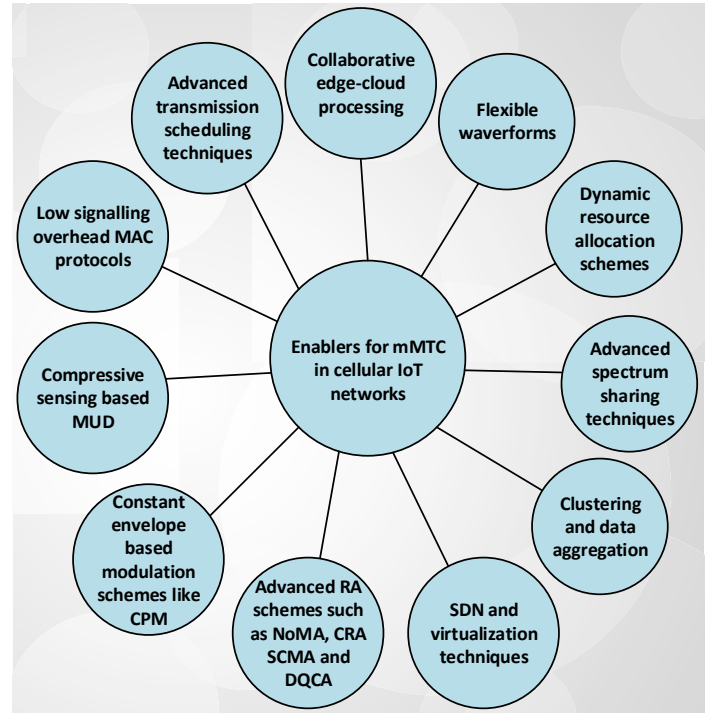 Collaborative
edge-cloud
processing
Advanced
transmission
scheduling
techniques
Flexible
waverforms
Low signalling
overhead MAC
protocols
Dynamic
resource
allocation
schemes
Enablers for mMTC
in cellular IoT
networks
Compressive
sensing based
MUD
Advanced
spectrum
sharing
techniques
Constant
envelope
based
modulation
schemes like
CPM
Clustering
and data
aggregation
Advanced RA
schemes such
as NoMA, CRA
SCMA and
DQCA
SDN and
virtualization
techniques